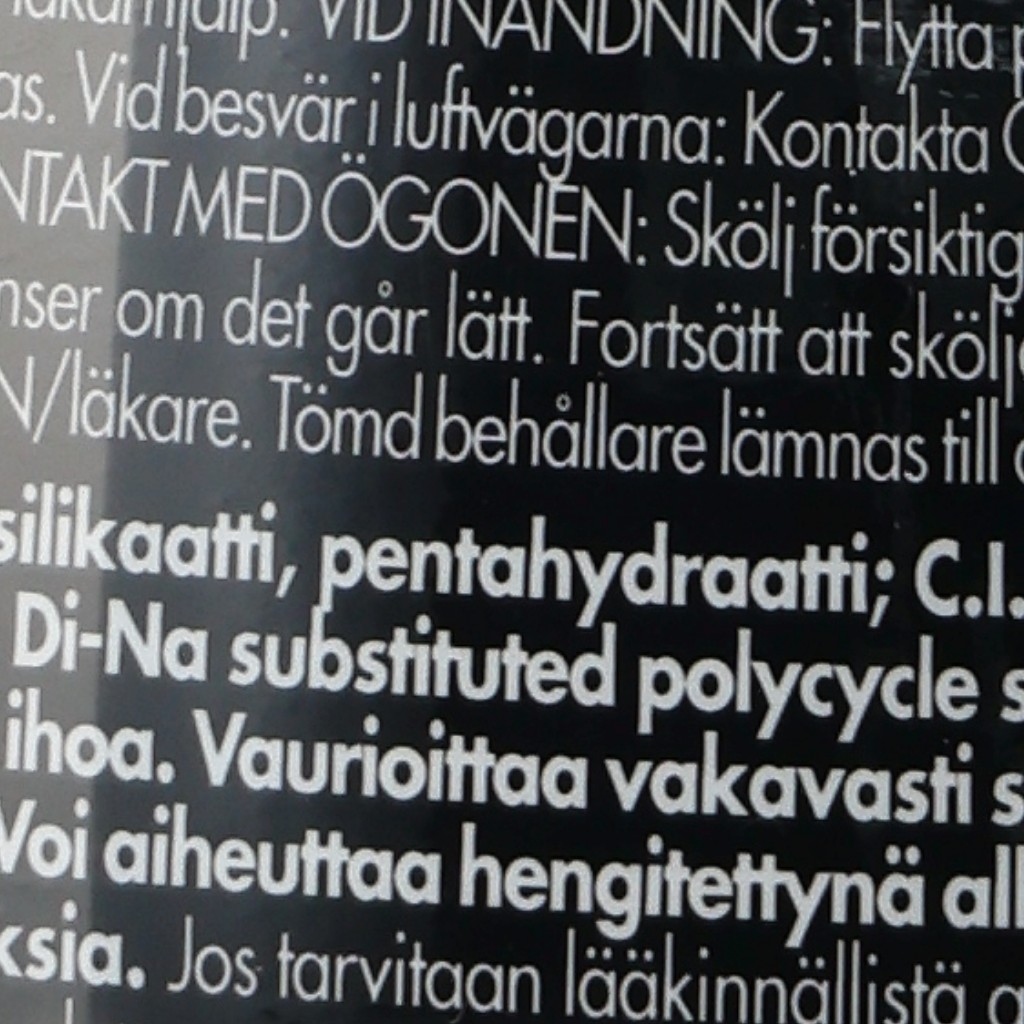 VID INANDNING: Flytta
as. Vid besvär i luftvägarna: Kontakta
NTAKT MED ÖGONEN: Skölj försiktig
nser om det går lätt. Fortsätt att skölj
N/läkare. Tömd behållare lämnas till
silikaatti, pentahydraatti; C.I.
Di-Na substituted polycycle s
ihoa. Vaurioittaa vakavasti s
Voi aiheuttaa hengitettynä all
ksia. Jos tarvitaan lääkinnällistä